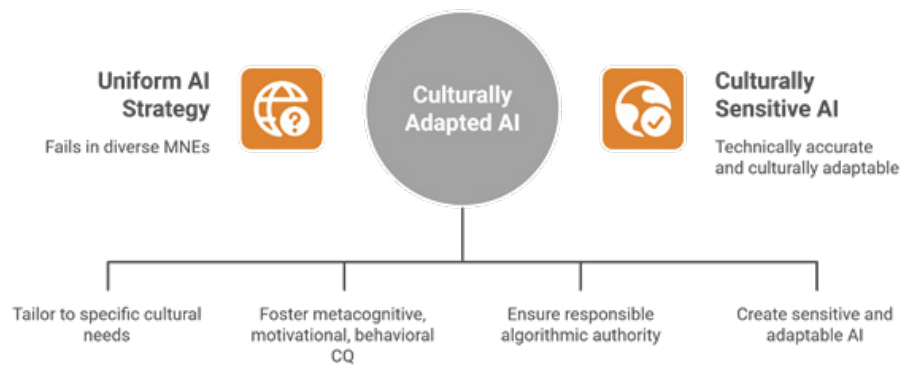 Uniform AI
Strategy
Fails in diverse MNEs
Culturally
Adapted AI
Culturally
Sensitive AI
Technically accurate
and culturally adaptable
Tailor to specific cultural
needs
Foster metacognitive,
motivational, behavioral
CQ
Ensure responsible
algorithmic authority
Create sensitive and
adaptable AI